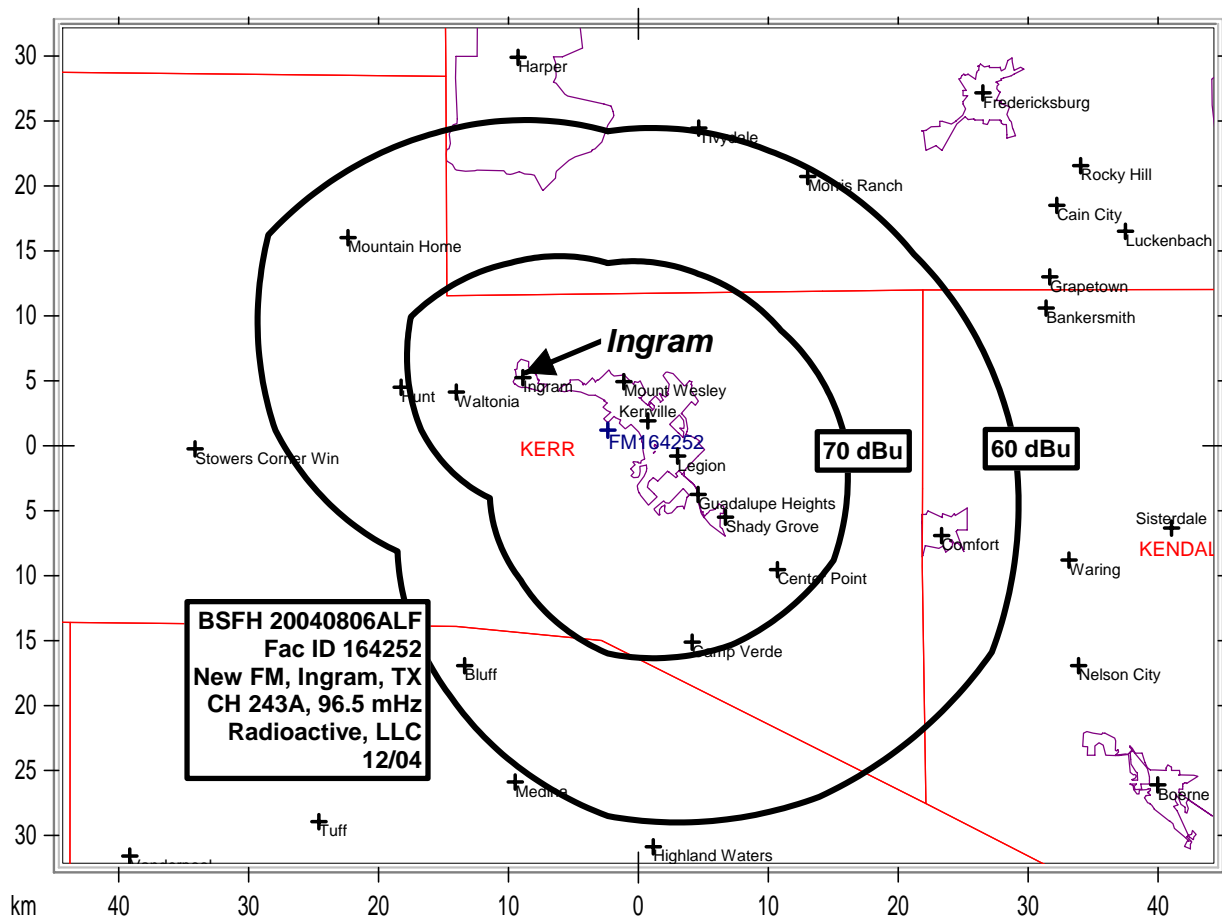 30
Harper
Fredericksburg
25
Tivydale
Rocky Hill
20
Morris Ranch
Cain City
Luckenbach
Mountain Home
15
Grapetown
10
Bankersmith
Ingram
5
Hunt
Waltonia
Ingram
Mount Wesley
Kerrville
FM164252
70 dBu
60 dBu
0
Stowers Corner Win
KERR
Legion
Guadalupe Heights
5
Shady Grove
Comfort
Sisterdale
KENDAL
Waring
10
Center Point
BSFH 20040806ALF
Fac ID 164252
New FM, Ingram, TX
CH 243A, 96.5 mHz
Radioactive, LLC
12/04
15
Camp Verde
Bluff
Nelson City
20
25
Medina
Boerne
Tuff
30
Highland Waters
km
40
30
20
10
0
10
20
30
40